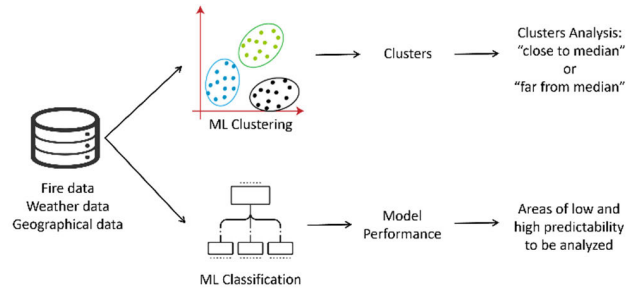 Fire data
Weather data
Geographical data
ML Clustering
Clusters
Clusters Analysis:
"close to median"
or
"far from median"
ML Classification
Model
Performance
Areas of low and
high predictability
to be analyzed